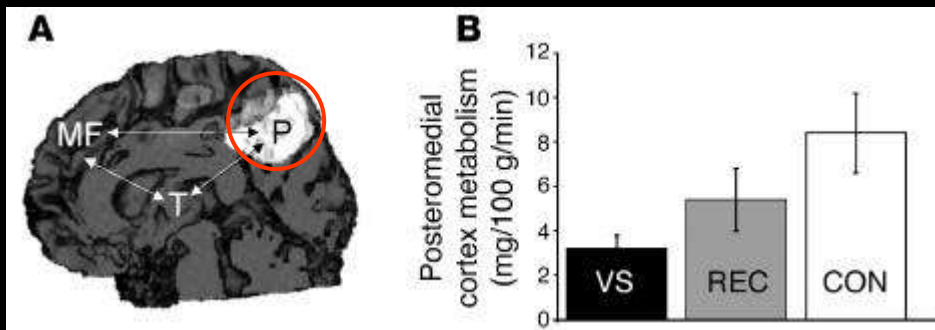 A
MF
P
T
B
Posteromedial
cortex metabolism
(mg/100 g/min)
12
10
8
6
4
2
0
VS
REC
CON